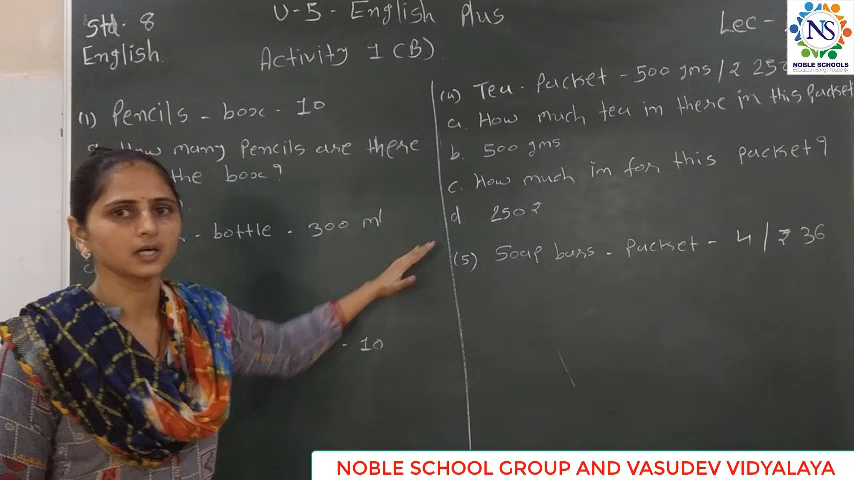 Std- 8
English
U-5 - English Plus
Activity 1 (B)
Lec -
NS
NOBLE SCHOOLS
(1) Pencils - box - 10
How many Pencils are there
the box?
- bottle - 300 ml
- 10
(4) Tea - Packet - 500 gms / ₹ 250
a. How much tea in there in this Packet
b. 500 gms
c. How much in for this packet?
d. 250 ₹
(5) Soap bars - Packet - 4 / ₹ 36
NOBLE SCHOOL GROUP AND VASUDEV VIDYALAYA